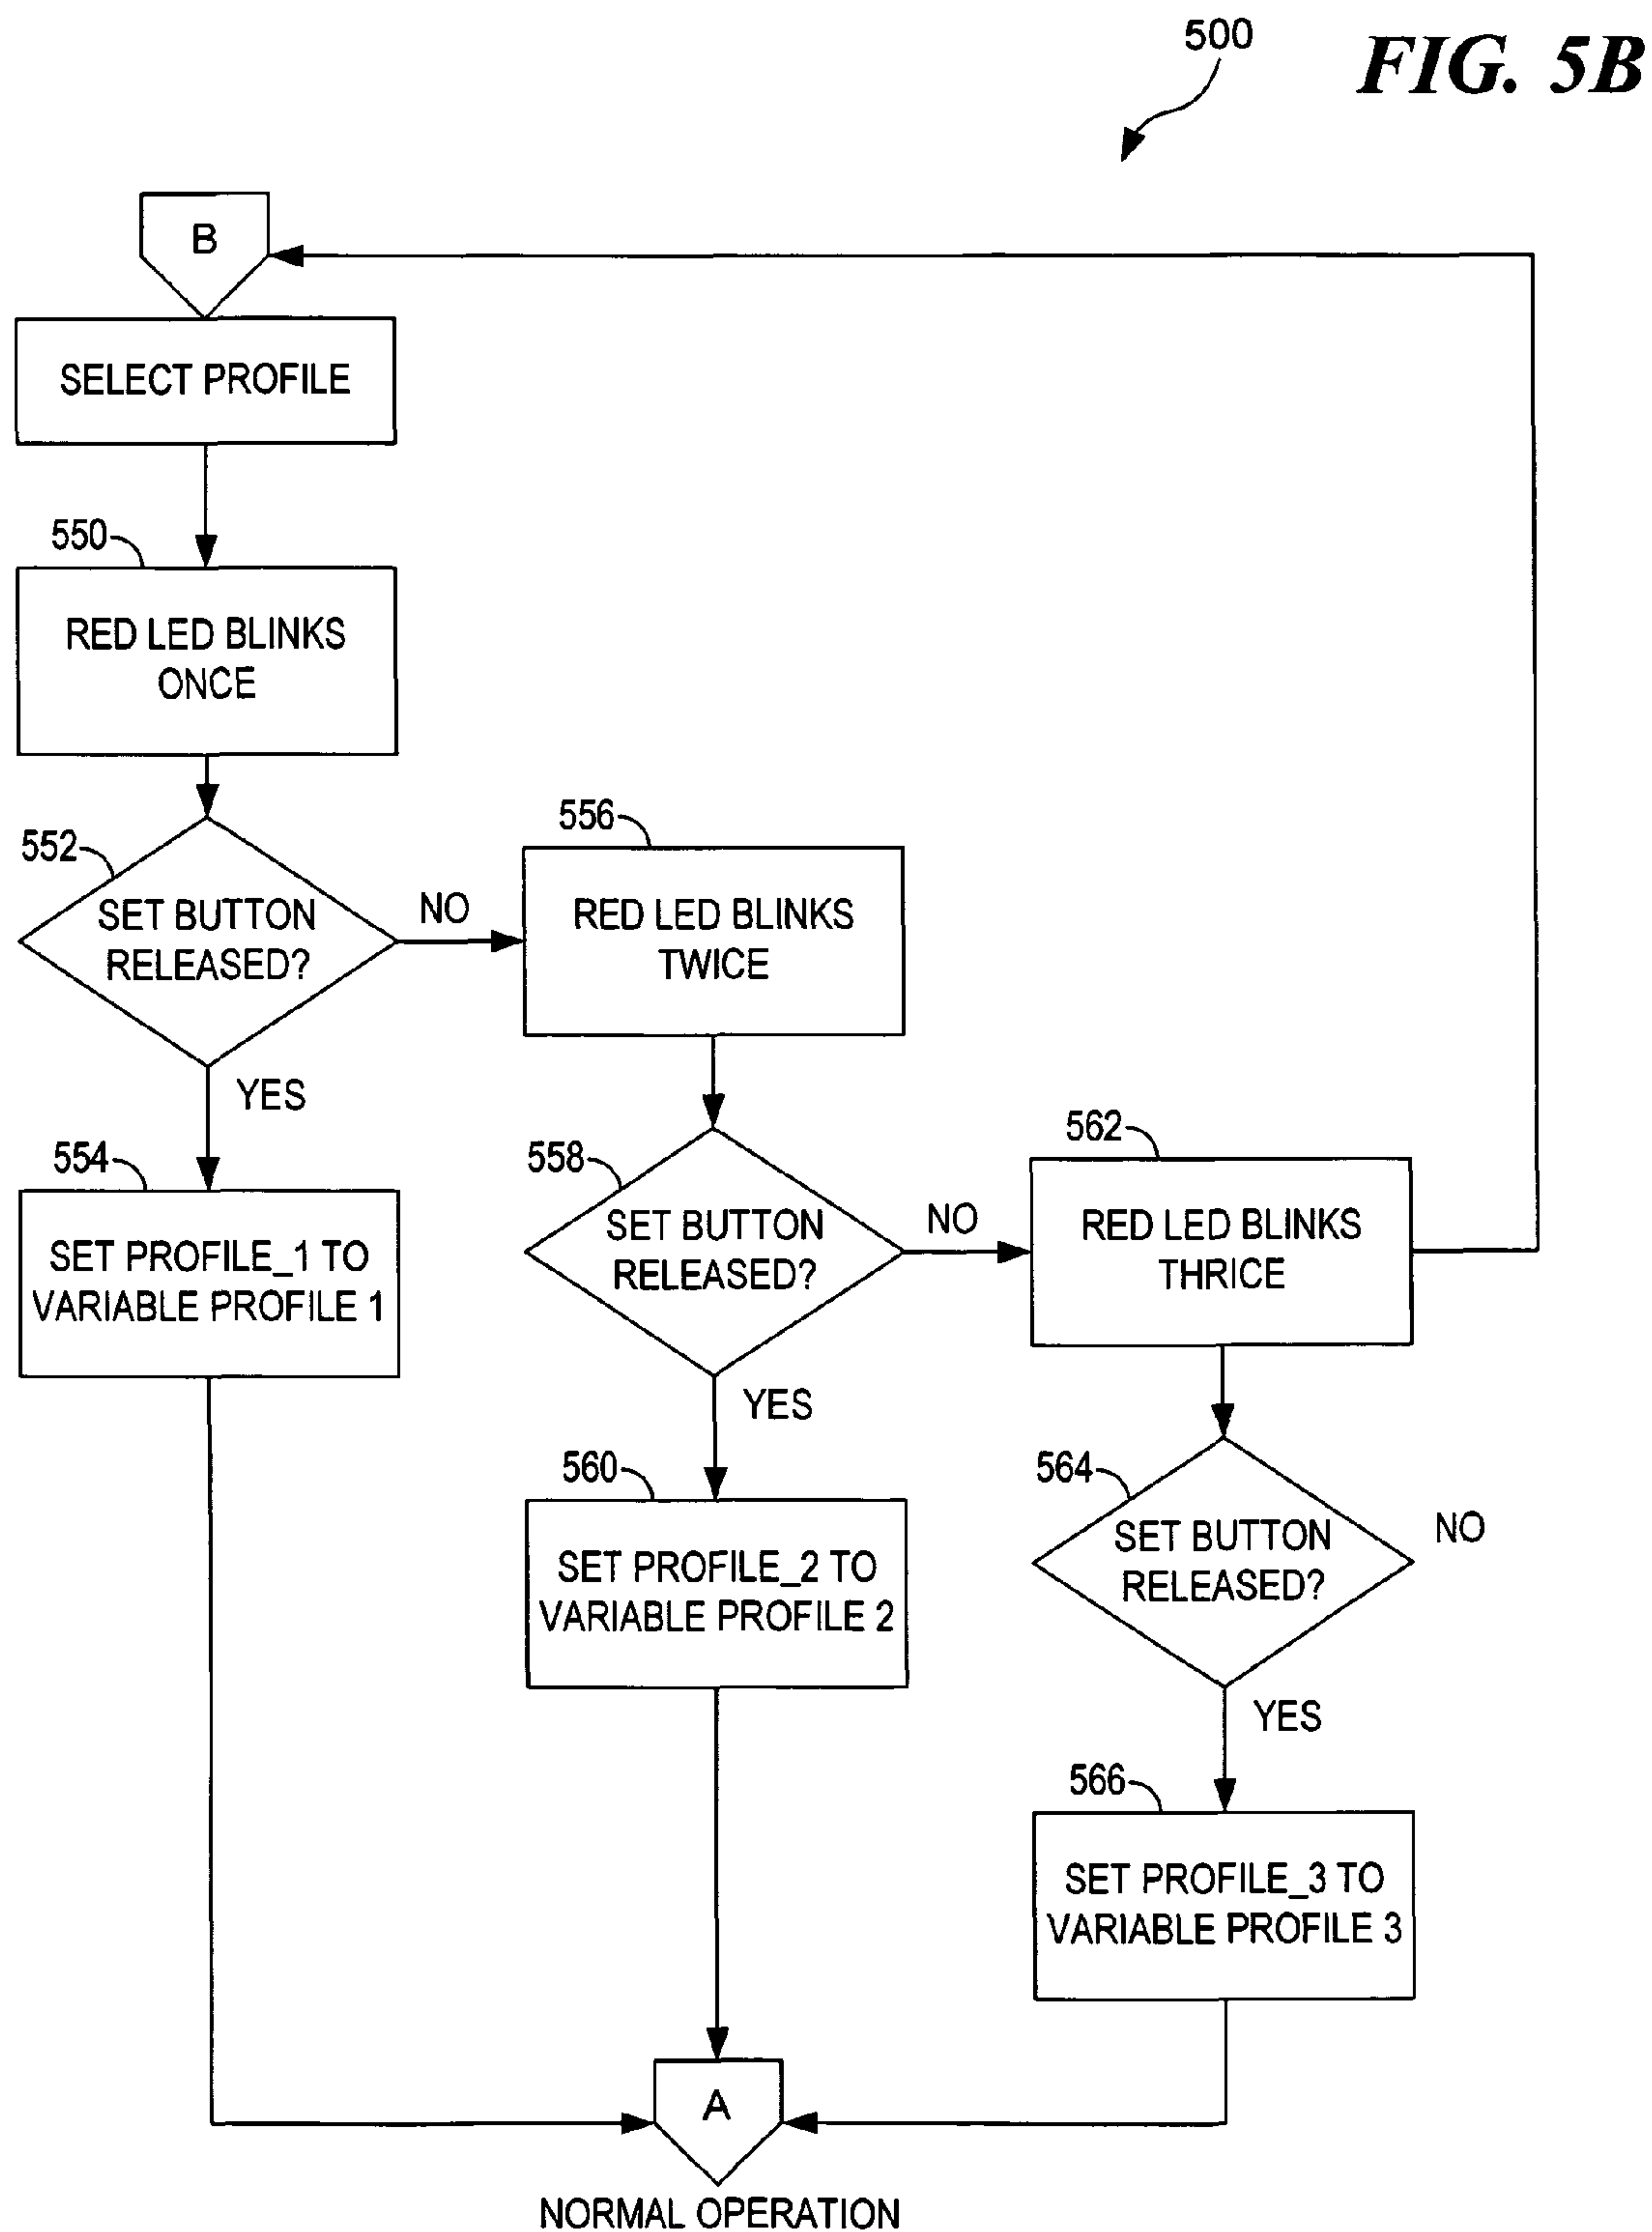 500
FIG. 5B
B
SELECT PROFILE
550
RED LED BLINKS
ONCE
552
SET BUTTON
RELEASED?
NO
YES
556
RED LED BLINKS
TWICE
554
SET PROFILE_1 TO
VARIABLE PROFILE 1
558
SET BUTTON
RELEASED?
NO
YES
562
RED LED BLINKS
THRICE
560
SET PROFILE_2 TO
VARIABLE PROFILE 2
564
SET BUTTON
RELEASED?
NO
YES
566
SET PROFILE_3 TO
VARIABLE PROFILE 3
A
NORMAL OPERATION